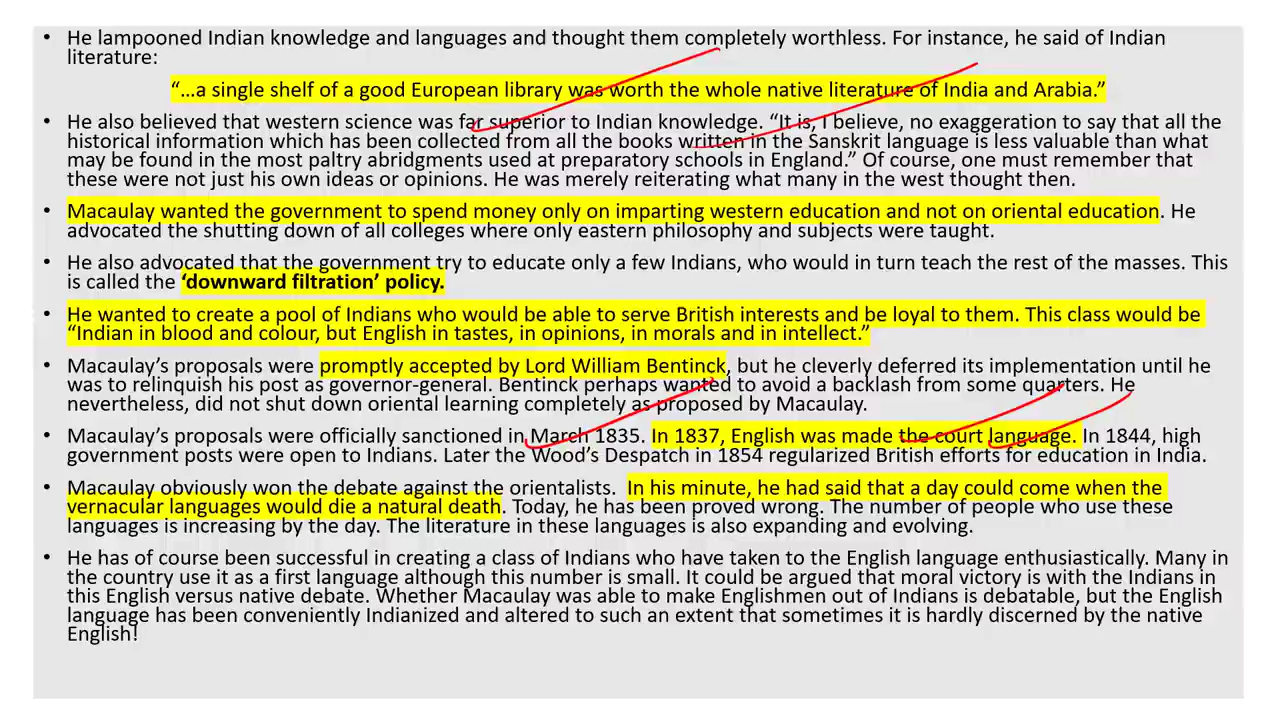 • He lampooned Indian knowledge and languages and thought them completely worthless. For instance, he said of Indian
literature:
“…a single shelf of a good European library was worth the whole native literature of India and Arabia.”
• He also believed that western science was far superior to Indian knowledge. “It is, I believe, no exaggeration to say that all the
historical information which has been collected from all the books written in the Sanskrit language is less valuable than what
may be found in the most paltry abridgments used at preparatory schools in England.” Of course, one must remember that
these were not just his own ideas or opinions. He was merely reiterating what many in the west thought then.
• Macaulay wanted the government to spend money only on imparting western education and not on oriental education. He
advocated the shutting down of all colleges where only eastern philosophy and subjects were taught.
• He also advocated that the government try to educate only a few Indians, who would in turn teach the rest of the masses. This
is called the ‘downward filtration’ policy.
• He wanted to create a pool of Indians who would be able to serve British interests and be loyal to them. This class would be
“Indian in blood and colour, but English in tastes, in opinions, in morals and in intellect.”
• Macaulay’s proposals were promptly accepted by Lord William Bentinck, but he cleverly deferred its implementation until he
was to relinquish his post as governor-general. Bentinck perhaps wanted to avoid a backlash from some quarters. He
nevertheless, did not shut down oriental learning completely as proposed by Macaulay.
• Macaulay’s proposals were officially sanctioned in March 1835. In 1837, English was made the court language. In 1844, high
government posts were open to Indians. Later the Wood’s Despatch in 1854 regularized British efforts for education in India.
• Macaulay obviously won the debate against the orientalists. In his minute, he had said that a day could come when the
vernacular languages would die a natural death. Today, he has been proved wrong. The number of people who use these
languages is increasing by the day. The literature in these languages is also expanding and evolving.
• He has of course been successful in creating a class of Indians who have taken to the English language enthusiastically. Many in
the country use it as a first language although this number is small. It could be argued that moral victory is with the Indians in
this English versus native debate. Whether Macaulay was able to make Englishmen out of Indians is debatable, but the English
language has been conveniently Indianized and altered to such an extent that sometimes it is hardly discerned by the native
English!